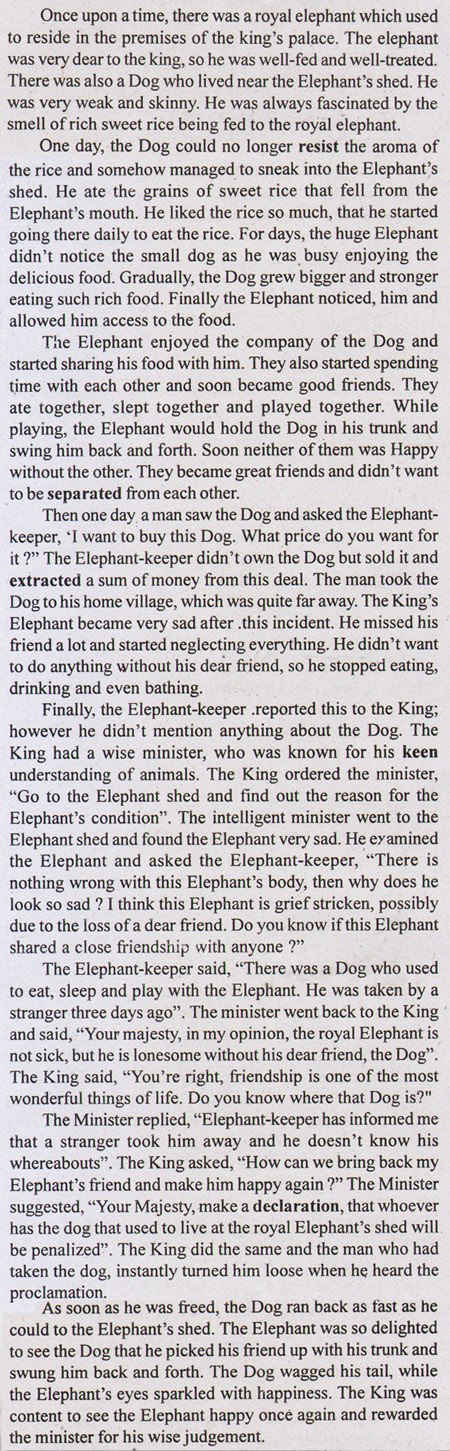 Once upon a time, there was a royal elephant which used
to reside in the premises of the king's palace. The elephant
was very dear to the king, so he was well-fed and well-treated.
There was also a Dog who lived near the Elephant's shed. He
was very weak and skinny. He was always fascinated by the
smell of rich sweet rice being fed to the royal elephant.
One day, the Dog could no longer resist the aroma of
the rice and somehow managed to sneak into the Elephant's
shed. He ate the grains of sweet rice that fell from the
Elephant's mouth. He liked the rice so much, that he started
going there daily to eat the rice. For days, the huge Elephant
didn't notice the small dog as he was busy enjoying the
delicious food. Gradually, the Dog grew bigger and stronger
eating such rich food. Finally the Elephant noticed, him and
allowed him access to the food.
The Elephant enjoyed the company of the Dog and
started sharing his food with him. They also started spending
time with each other and soon became good friends. They
ate together, slept together and played together. While
playing, the Elephant would hold the Dog in his trunk and
swing him back and forth. Soon neither of them was Happy
without the other. They became great friends and didn't want
to be separated from each other.
Then one day a man saw the Dog and asked the Elephant-
keeper, 'I want to buy this Dog. What price do you want for
it ?" The Elephant-keeper didn't own the Dog but sold it and
extracted a sum of money from this deal. The man took the
Dog to his home village, which was quite far away. The King's
Elephant became very sad after .this incident. He missed his
friend a lot and started neglecting everything. He didn't want
to do anything without his dear friend, so he stopped eating,
drinking and even bathing.
Finally, the Elephant-keeper .reported this to the King;
however he didn't mention anything about the Dog. The
King had a wise minister, who was known for his keen
understanding of animals. The King ordered the minister,
"Go to the Elephant shed and find out the reason for the
Elephant's condition". The intelligent minister went to the
Elephant shed and found the Elephant very sad. He examined
the Elephant and asked the Elephant-keeper, "There is
nothing wrong with this Elephant's body, then why does he
look so sad ? I think this Elephant is grief stricken, possibly
due to the loss of a dear friend. Do you know if this Elephant
shared a close friendship with anyone ?"
The Elephant-keeper said, "There was a Dog who used
to eat, sleep and play with the Elephant. He was taken by a
stranger three days ago". The minister went back to the King
and said, "Your majesty, in my opinion, the royal Elephant is
not sick, but he is lonesome without his dear friend, the Dog".
The King said, "You're right, friendship is one of the most
wonderful things of life. Do you know where that Dog is?"
The Minister replied, "Elephant-keeper has informed me
that a stranger took him away and he doesn't know his
whereabouts". The King asked, "How can we bring back my
Elephant's friend and make him happy again ?" The Minister
suggested, "Your Majesty, make a declaration, that whoever
has the dog that used to live at the royal Elephant's shed will
be penalized". The King did the same and the man who had
taken the dog, instantly turned him loose when he heard the
proclamation.
As soon as he was freed, the Dog ran back as fast as he
could to the Elephant's shed. The Elephant was so delighted
to see the Dog that he picked his friend up with his trunk and
swung him back and forth. The Dog wagged his tail, while
the Elephant's eyes sparkled with happiness. The King was
content to see the Elephant happy once again and rewarded
the minister for his wise judgement.